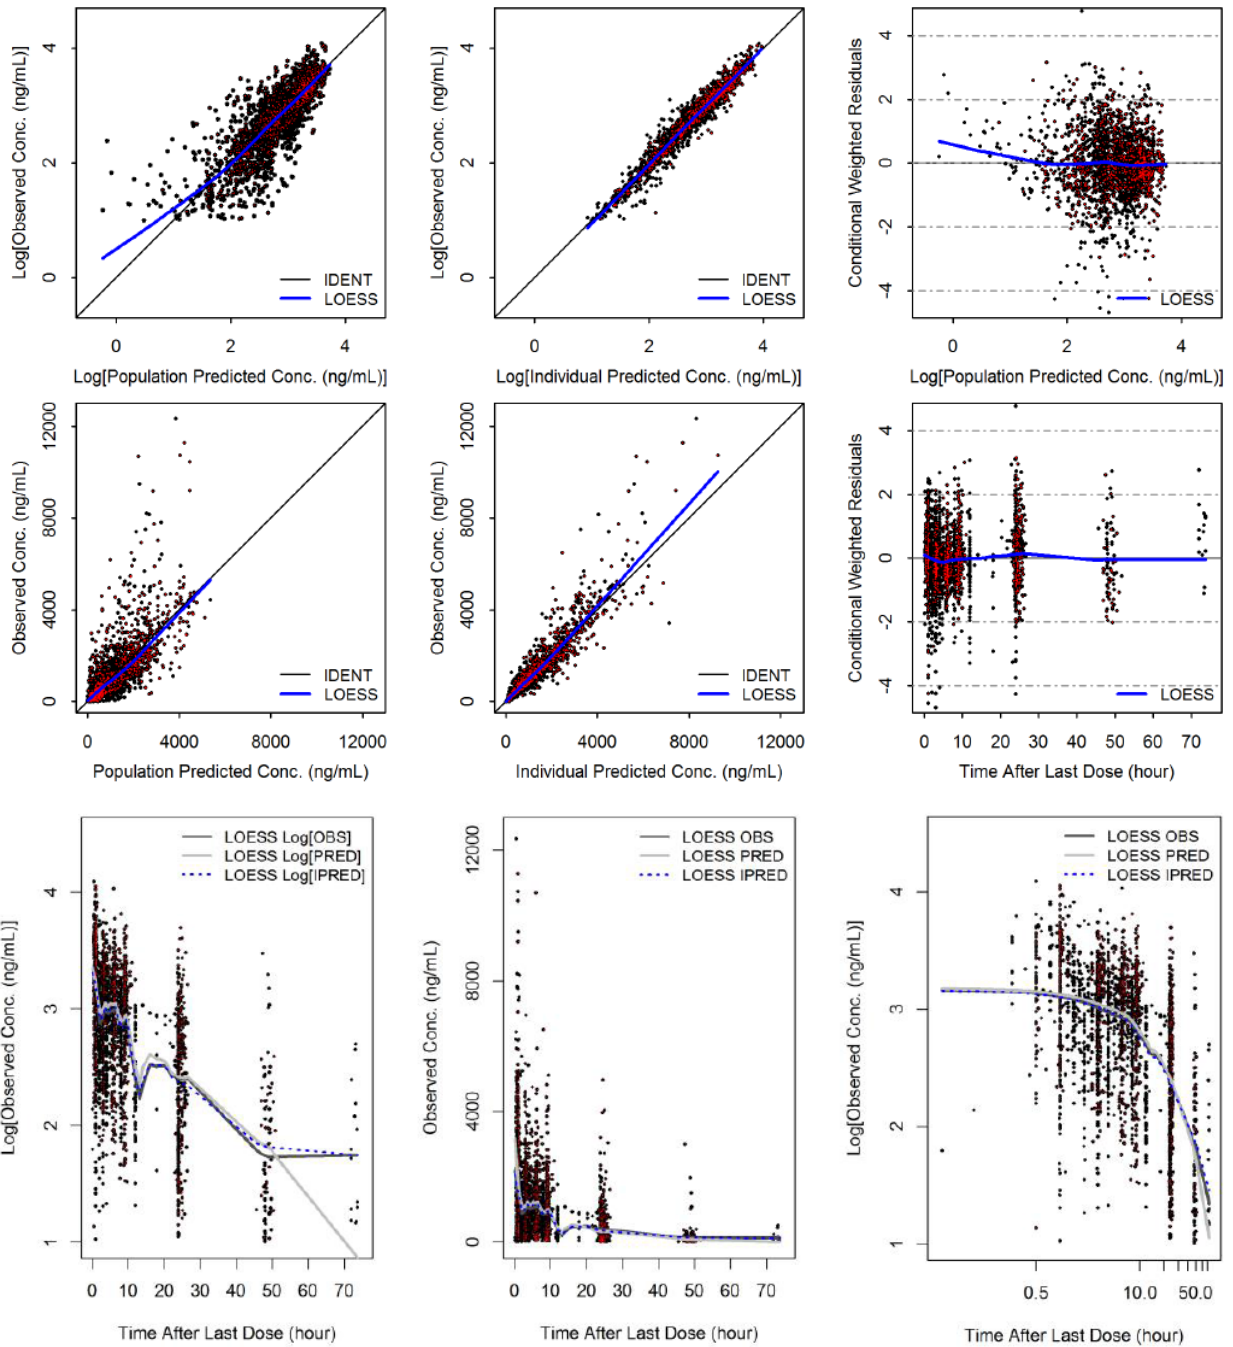 Log[Observed Conc. (ng/mL)]
4
2
0
IDENT
LOESS
0 2 4
Log[Population Predicted Conc. (ng/mL)]
Log[Observed Conc. (ng/mL)]
4
2
0
IDENT
LOESS
0 2 4
Log[Individual Predicted Conc. (ng/mL)]
Conditional Weighted Residuals
4
2
0
-2
-4
LOESS
0 2 4
Log[Population Predicted Conc. (ng/mL)]
Observed Conc. (ng/mL)
12000
8000
4000
0
IDENT
LOESS
0 4000 8000 12000
Population Predicted Conc. (ng/mL)
Observed Conc. (ng/mL)
12000
8000
4000
0
IDENT
LOESS
0 4000 8000 12000
Individual Predicted Conc. (ng/mL)
Conditional Weighted Residuals
4
2
0
-2
-4
LOESS
0 10 20 30 40 50 60 70
Time After Last Dose (hour)
Log[Observed Conc. (ng/mL)]
4
3
2
1
LOESS Log[OBS]
LOESS Log[PRED]
LOESS Log[IPRED]
0 10 20 30 40 50 60 70
Time After Last Dose (hour)
Observed Conc. (ng/mL)
12000
8000
4000
0
LOESS OBS
LOESS PRED
LOESS IPRED
0 10 20 30 40 50 60 70
Time After Last Dose (hour)
Log[Observed Conc. (ng/mL)]
4
3
2
1
LOESS OBS
LOESS PRED
LOESS IPRED
0.5 10.0 50.0
Time After Last Dose (hour)